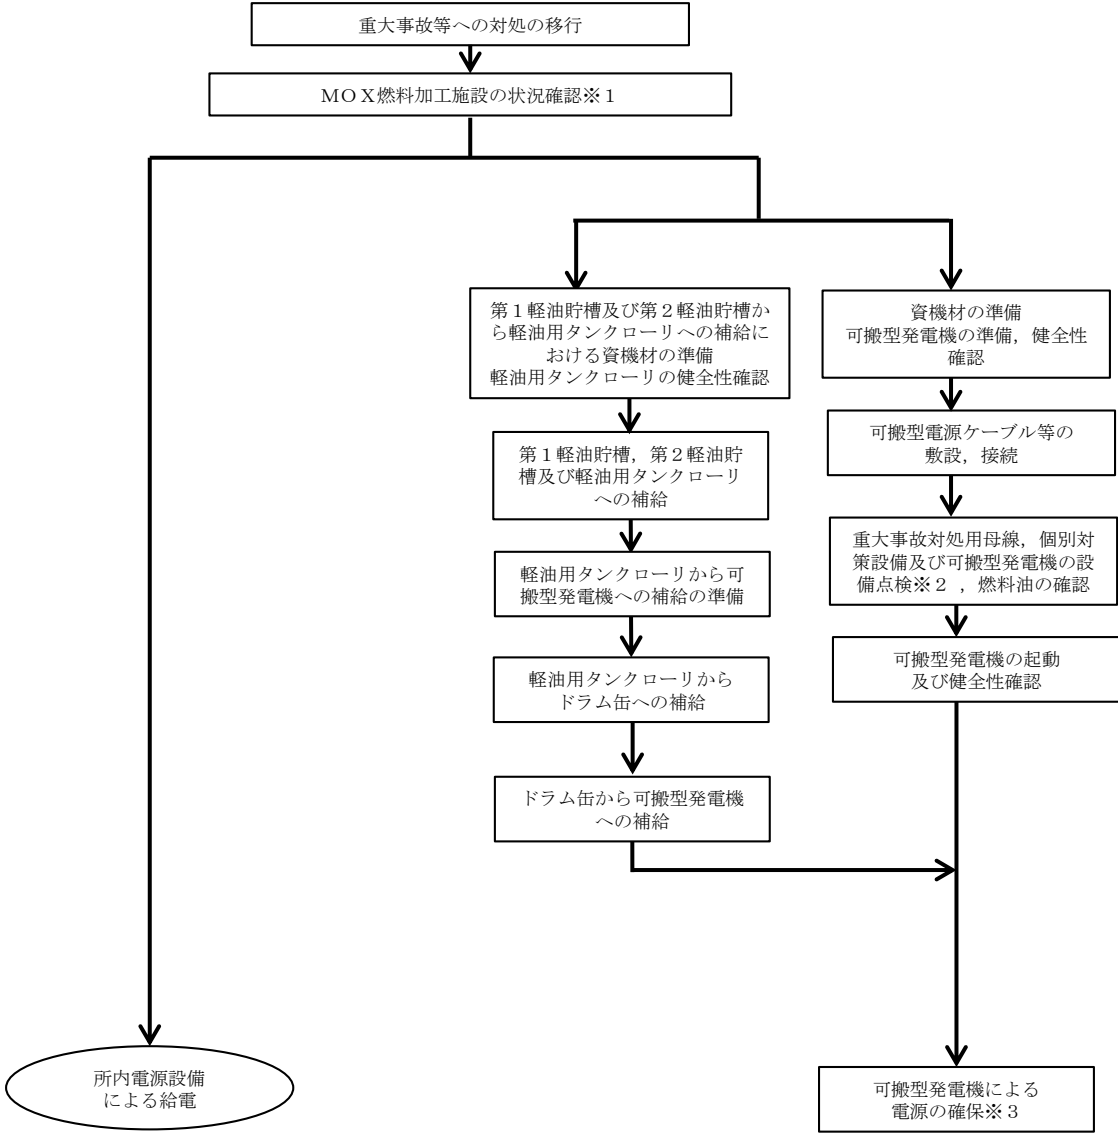 重大事故等への対処の移行
ＭＯＸ燃料加工施設の状況確認※１
第１軽油貯槽及び第２軽油貯槽か
ら軽油用タンクローリへの補給に
おける資機材の準備
軽油用タンクローリの健全性確認
第１軽油貯槽，第２軽油貯
槽及び軽油用タンクローリ
への補給
軽油用タンクローリから可
搬型発電機への補給の準備
軽油用タンクローリから
ドラム缶への補給
ドラム缶から可搬型発電機
への補給
資機材の準備
可搬型発電機の準備，健全性
確認
可搬型電源ケーブル等の
敷設，接続
重大事故対処用母線，個別対
策設備及び可搬型発電機の設
備点検※２ ，燃料油の確認
可搬型発電機の起動
及び健全性確認
所内電源設備
による給電
可搬型発電機による
電源の確保※３